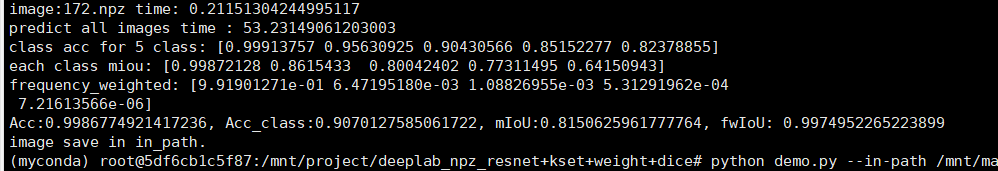 image:172.npz time: 0.21151304244995117
predict all images time : 53.23149061203003
class acc for 5 class: [0.99913757 0.95630925 0.90430566 0.85152277 0.82378855]
each class miou: [0.99872128 0.8615433  0.80042402 0.77311495 0.64150943]
frequency_weighted: [9.91901271e-01 6.47195180e-03 1.08826955e-03 5.31291962e-04
 7.21613566e-06]
Acc:0.9986774921417236, Acc_class:0.9070127585061722, mIoU:0.8150625961777764, fwIoU: 0.9974952265223899
image save in in_path.
(myconda) root@5df6cb1c5f87:/mnt/project/deeplab_npz_resnet+kset+weight+dice# python demo.py --in-path /mnt/ma